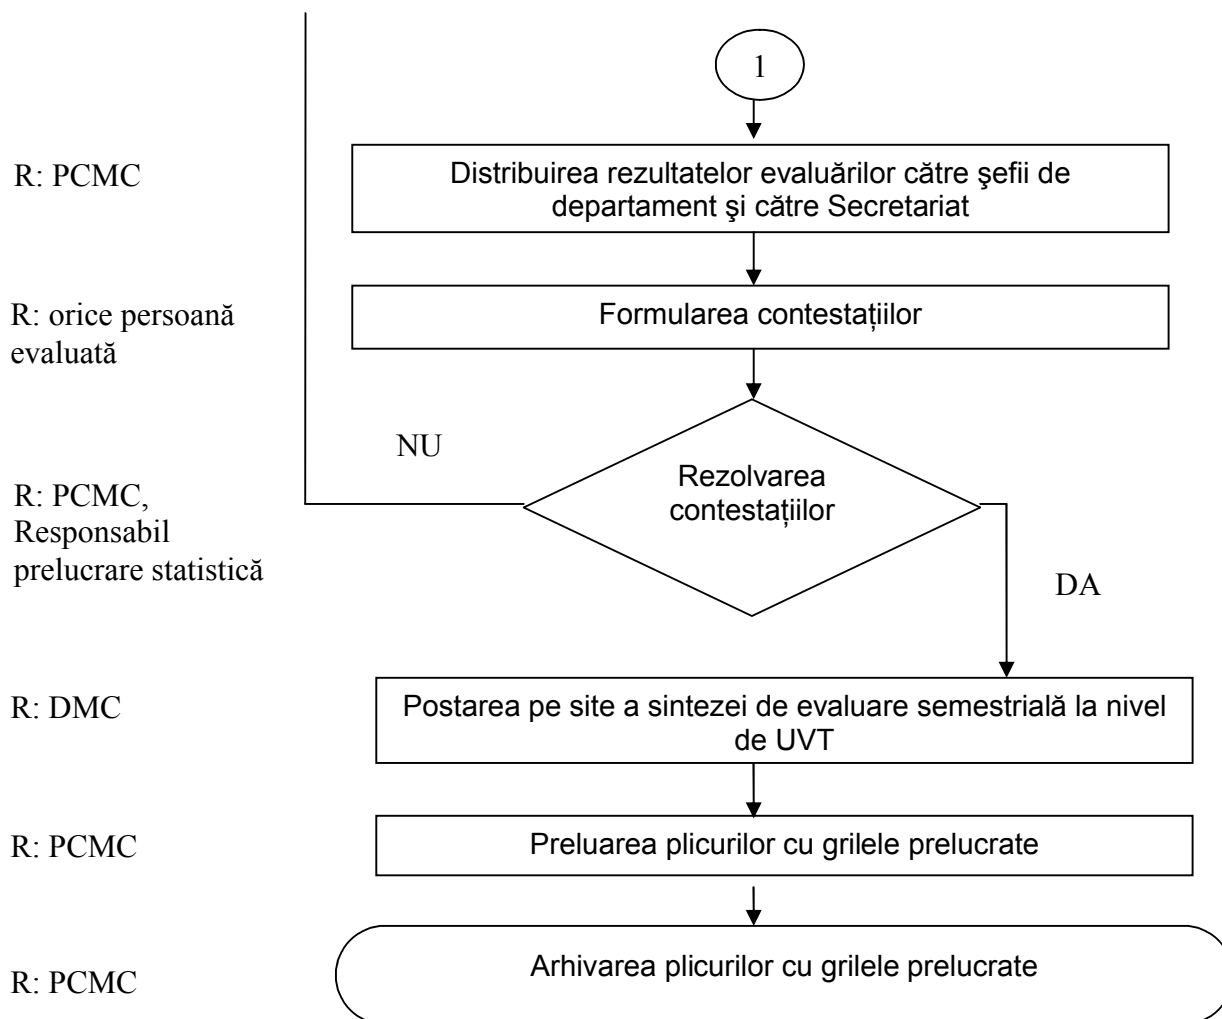 1
R: PCMC
Distribuirea rezultatelor evaluărilor către şefii de
departament şi către Secretariat
R: orice persoană
evaluată
Formularea contestațiilor
NU
Rezolvarea
contestațiilor
R: PCMC,
Responsabil
prelucrare statistică
DA
R: DMC
Postarea pe site a sintezei de evaluare semestrială la nivel
de UVT
R: PCMC
Preluarea plicurilor cu grilele prelucrate
R: PCMC
Arhivarea plicurilor cu grilele prelucrate